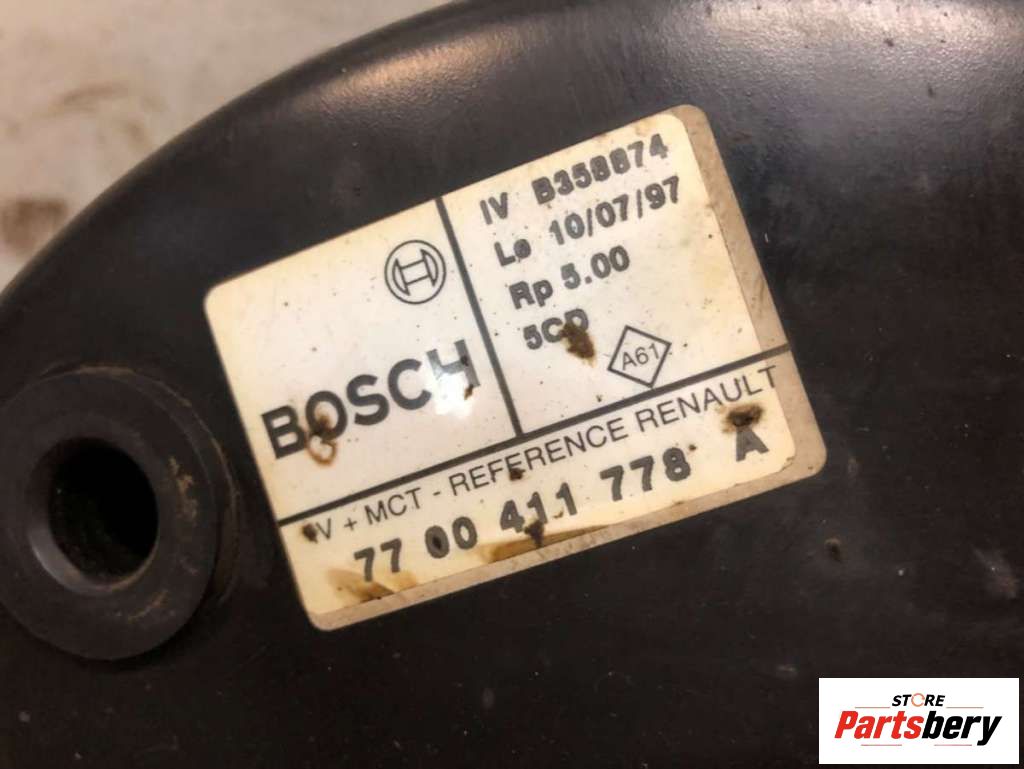 BOSCH
IV B358874
Le 10/07/97
Rp 5.00
5CD
A61
IV + MCT - REFERENCE RENAULT
77 00 411 778 A
STORE
Partsbery